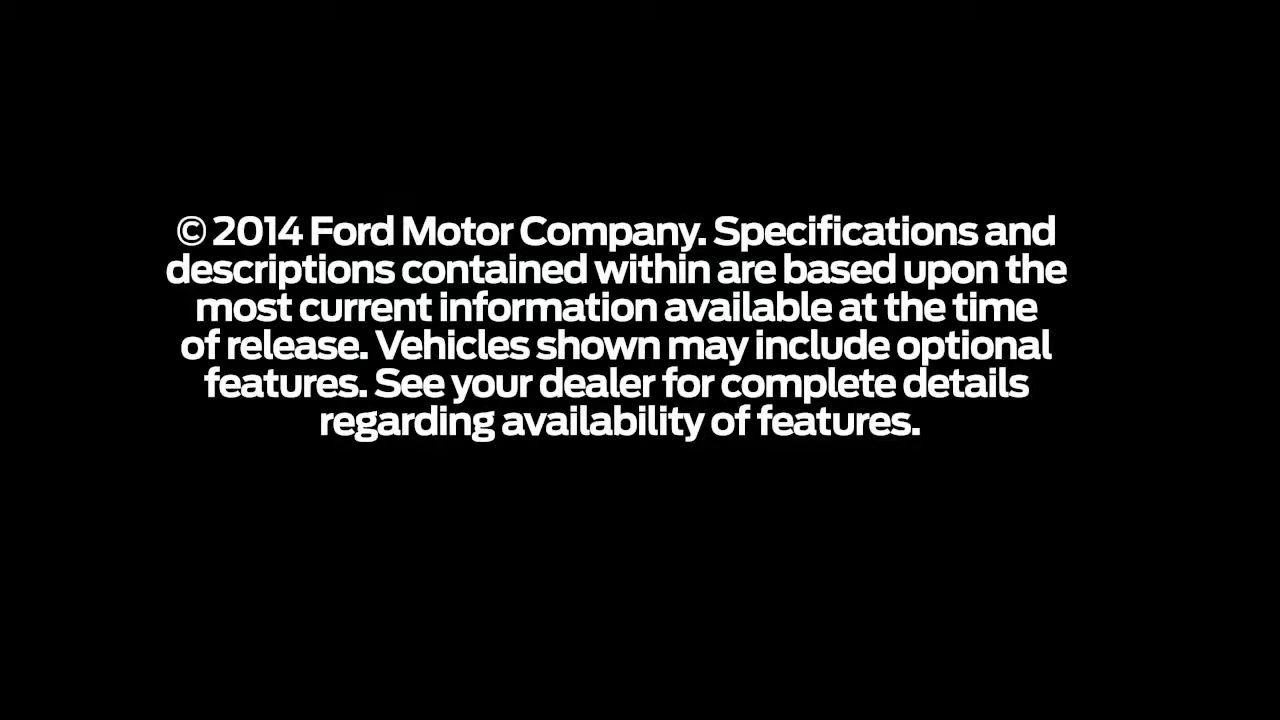 © 2014 Ford Motor Company. Specifications and
descriptions contained within are based upon the
most current information available at the time
of release. Vehicles shown may include optional
features. See your dealer for complete details
regarding availability of features.